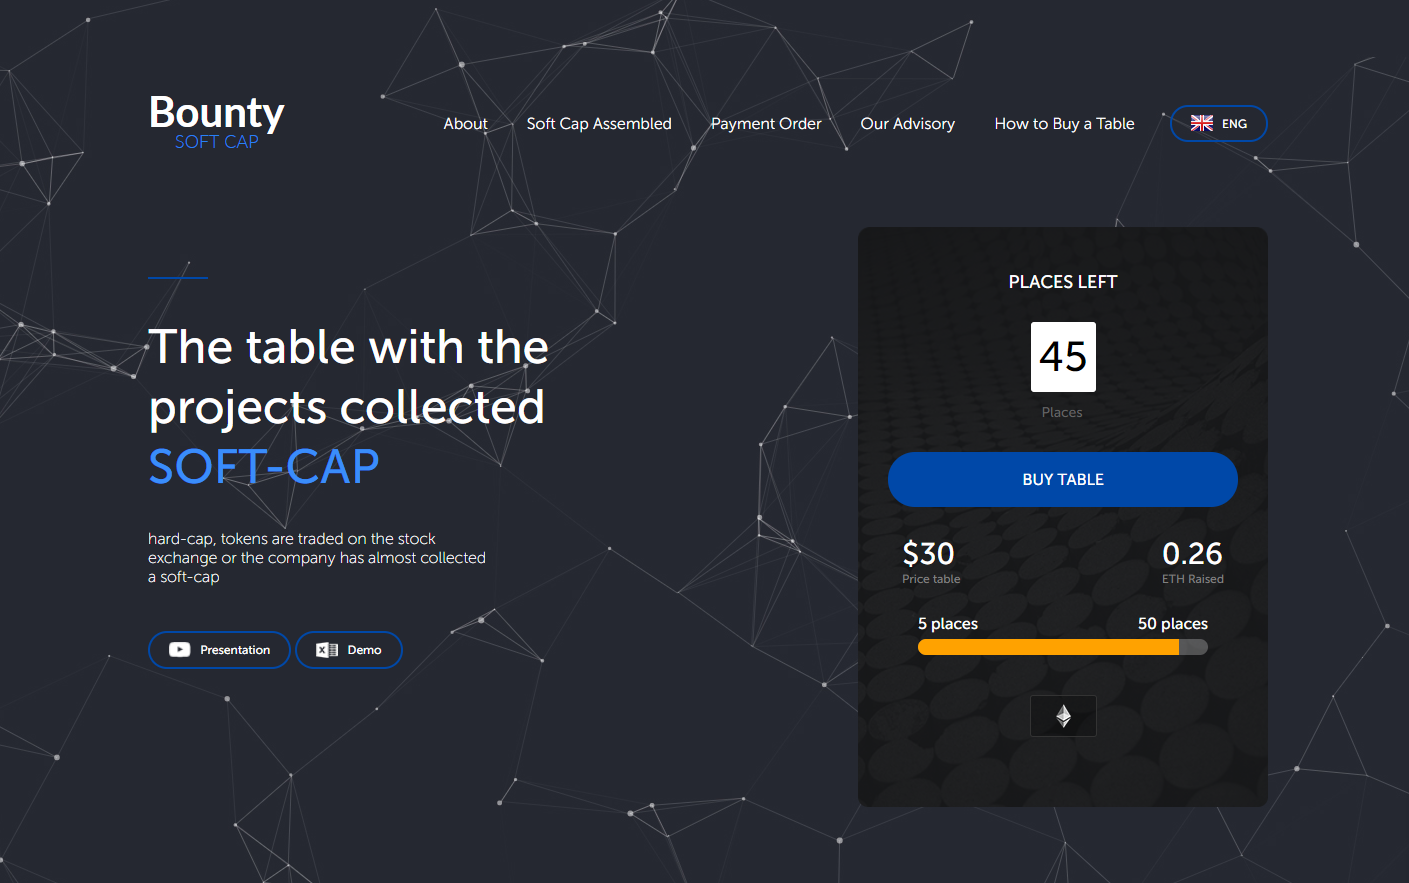 Bounty
SOFT CAP
About
Soft Cap Assembled
Payment Order
Our Advisory
How to Buy a Table
ENG
The table with the
projects collected
SOFT-CAP
hard-cap, tokens are traded on the stock
exchange or the company has almost collected
a soft-cap
Presentation
Demo
PLACES LEFT
45
Places
BUY TABLE
$30
Price table
0.26
ETH Raised
5 places
50 places